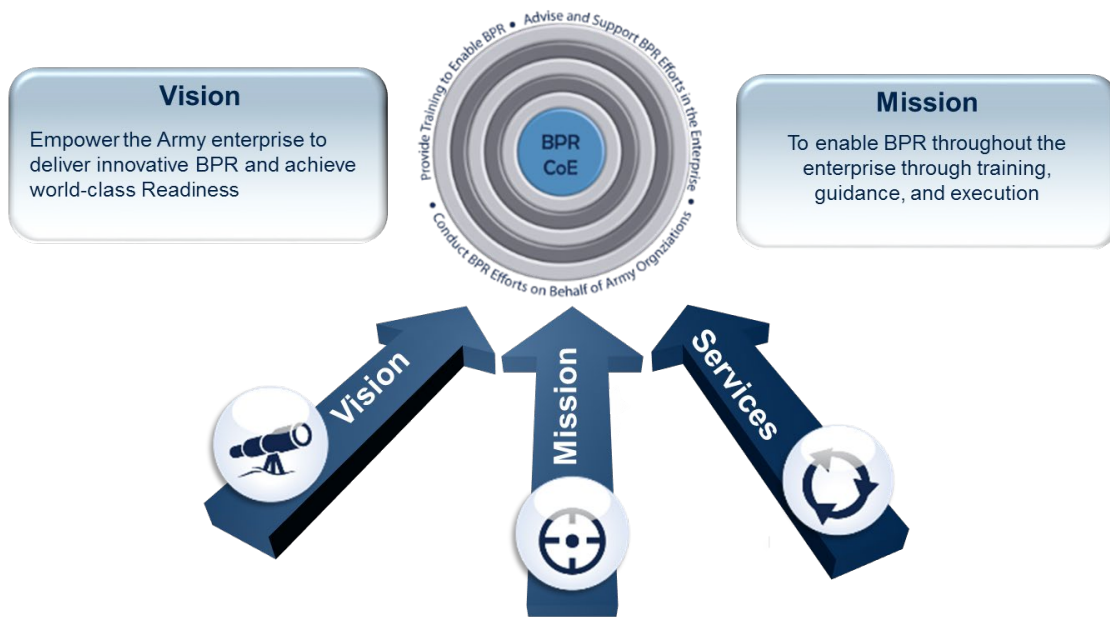 Vision
Empower the Army enterprise to
deliver innovative BPR and achieve
world-class Readiness
Provide Training to Enable BPR • Advise and Support BPR Efforts in the Enterprise •
Conduct BPR Efforts on Behalf of Army Orgnziations •
BPR
CoE
Mission
To enable BPR throughout the
enterprise through training,
guidance, and execution
Vision
Mission
Services